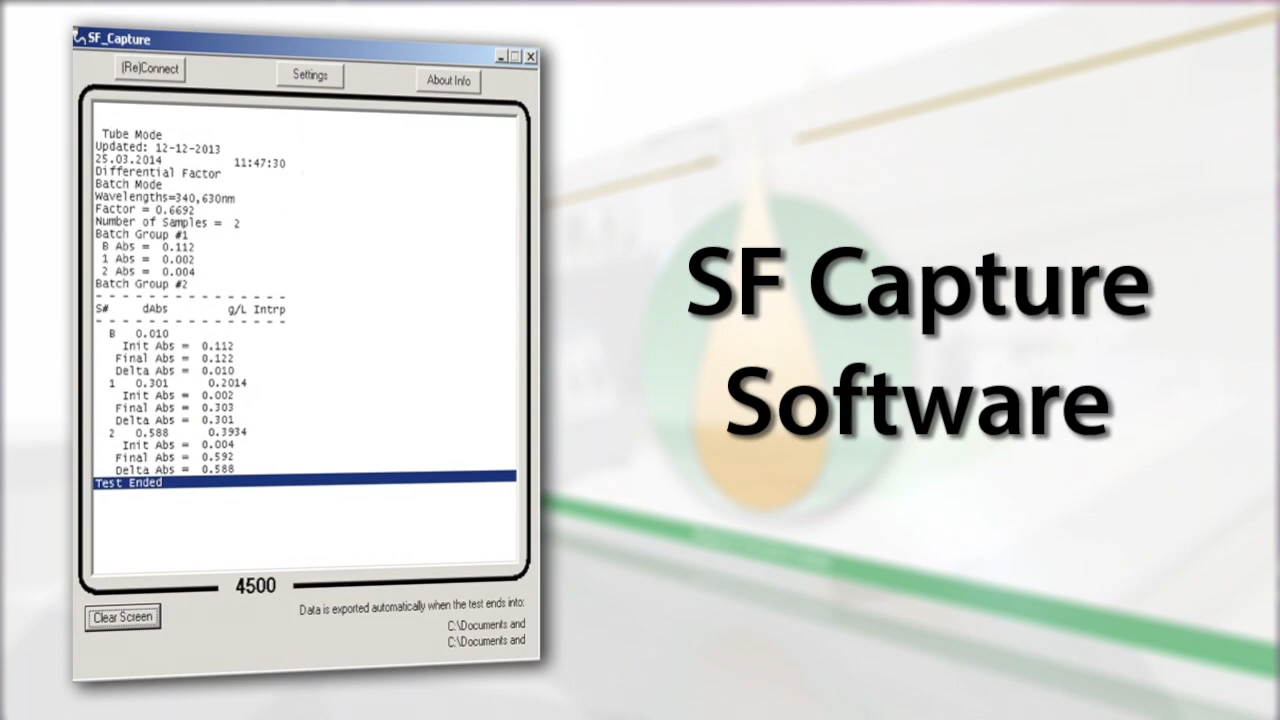 SF_Capture
(Re)Connect Settings About Info
Tube Mode
Updated: 12-12-2013
25.03.2014 11:47:30
Differential Factor
Batch Mode
Wavelengths=340,630nm
Factor = 0.6692
Number of Samples = 2
Batch Group #1
B Abs = 0.112
1 Abs = 0.002
2 Abs = 0.004
Batch Group #2
- - - - - - - - - - - - - - -
S# dAbs g/L Intrp
- - - - - - - - - - - - - - -
B 0.010
Init Abs = 0.112
Final Abs = 0.122
Delta Abs = 0.010
1 0.301 0.2014
Init Abs = 0.002
Final Abs = 0.303
Delta Abs = 0.301
2 0.588 0.3934
Init Abs = 0.004
Final Abs = 0.592
Delta Abs = 0.588
Test Ended
4500
Clear Screen
Data is exported automatically when the test ends into:
C:\Documents and
C:\Documents and
SF Capture
Software